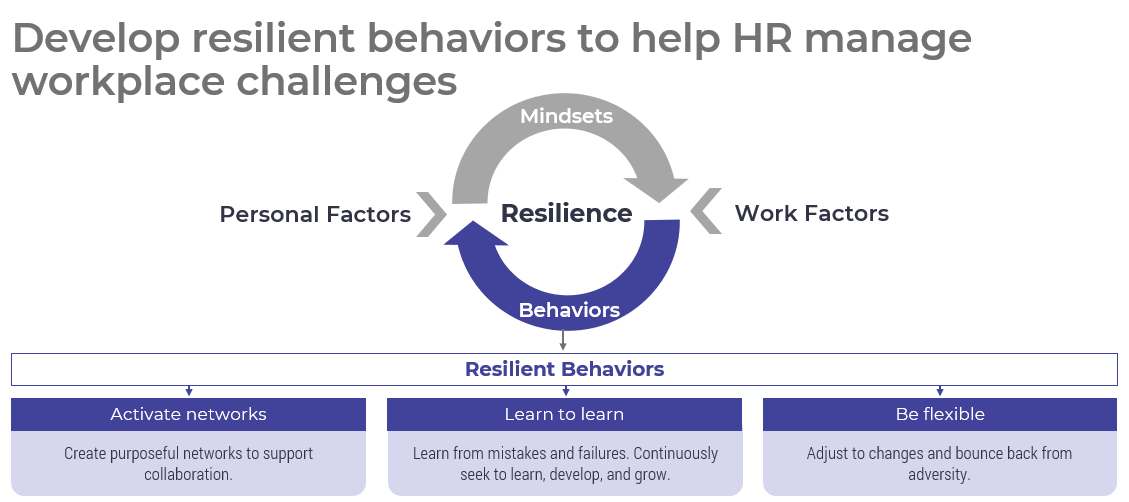 Develop resilient behaviors to help HR manage
workplace challenges
Mindsets
Personal Factors
Resilience
Work Factors
Behaviors
Resilient Behaviors
Activate networks
Create purposeful networks to support
collaboration.
Learn to learn
Learn from mistakes and failures. Continuously
seek to learn, develop, and grow.
Be flexible
Adjust to changes and bounce back from
adversity.